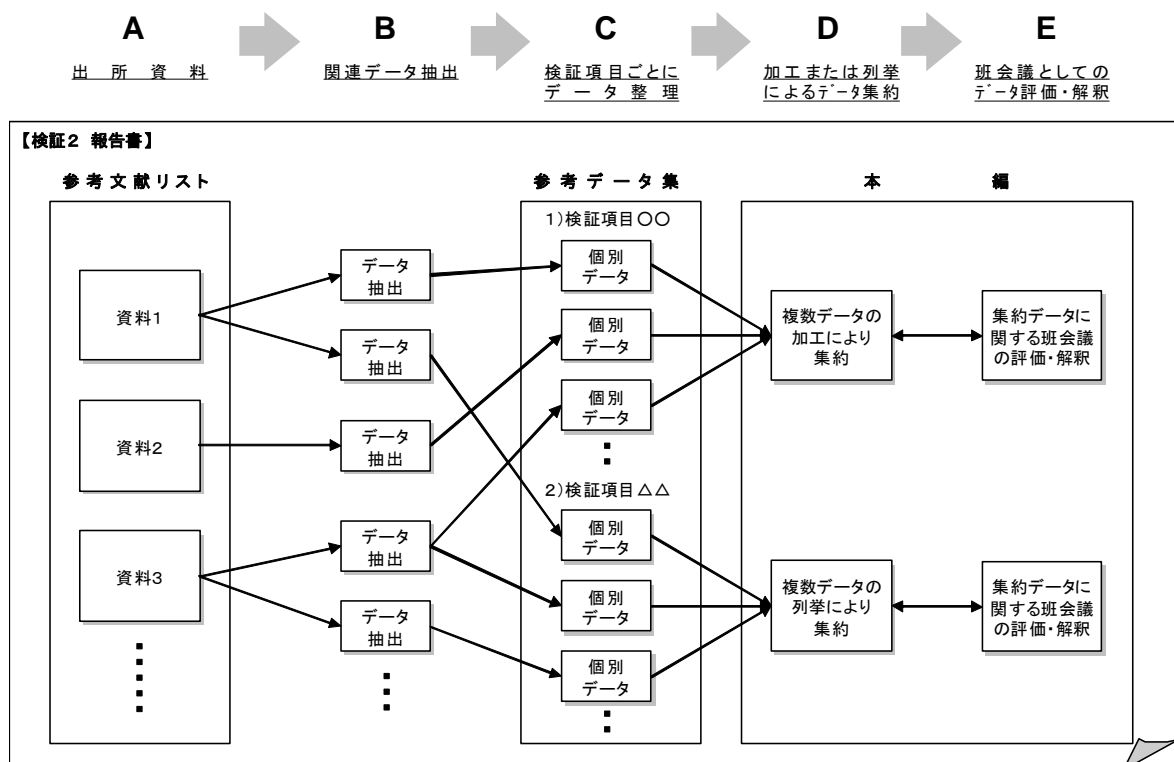 A
B
C
D
E
出所資料
関連データ抽出
検証項目ごとに
データ整理
加工または列挙
によるデータ集約
班会議としての
データ評価・解釈
【検証2 報告書】
参考文献リスト
参考データ集
本編
資料1
資料2
資料3
データ
抽出
データ
抽出
データ
抽出
データ
抽出
データ
抽出
1)検証項目○○
個別
データ
個別
データ
個別
データ
2)検証項目△△
個別
データ
個別
データ
個別
データ
複数データの
加工により
集約
集約データに
関する班会議
の評価・解釈
複数データの
列挙により
集約
集約データに
関する班会議
の評価・解釈